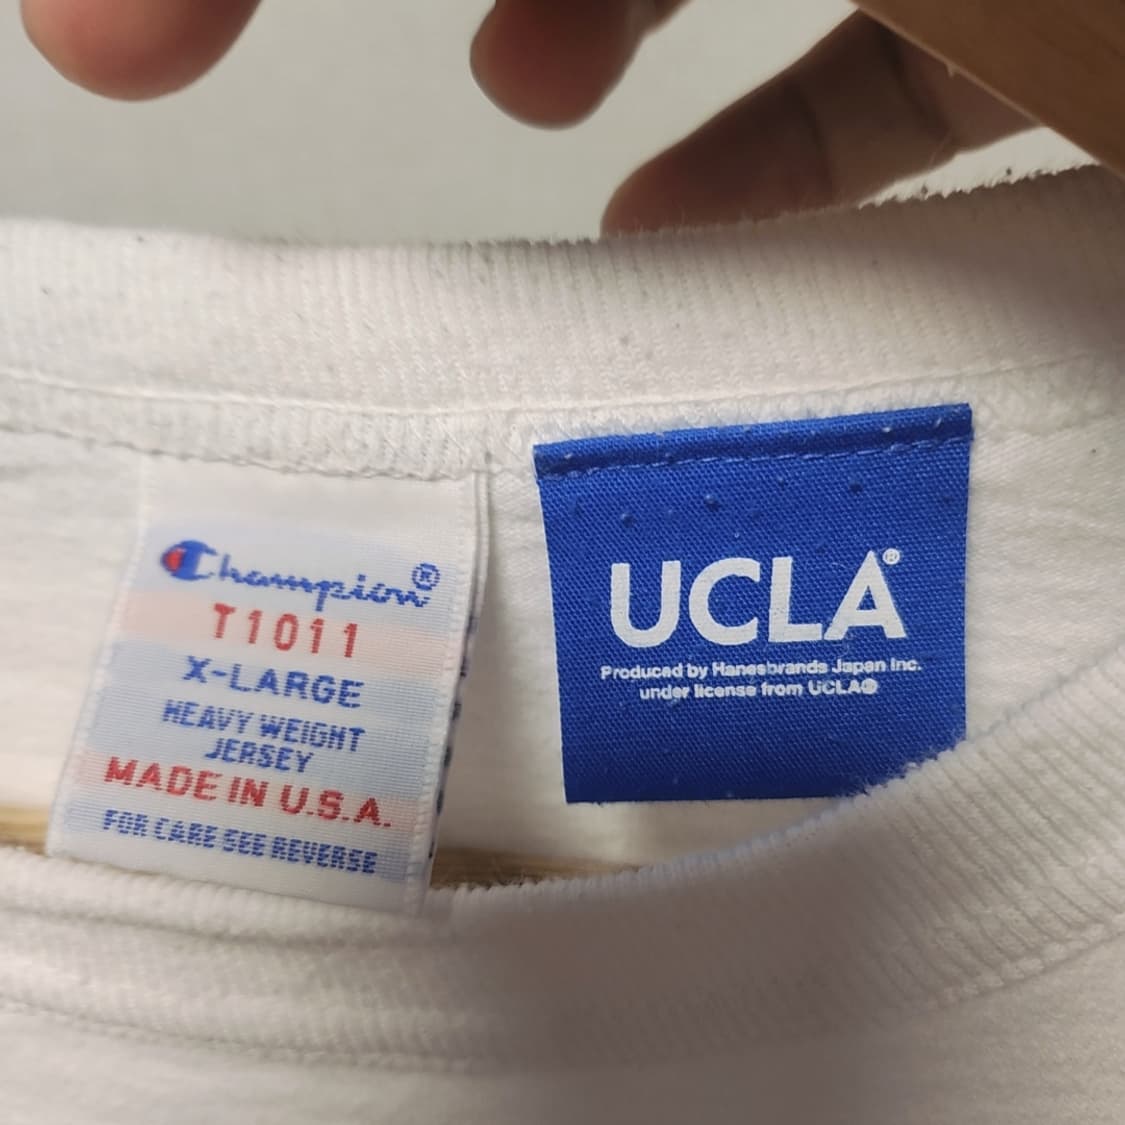 Champion®
T1011
X-LARGE
HEAVY WEIGHT
JERSEY
MADE IN U.S.A.
FOR CARE SEE REVERSE
UCLA®
Produced by Hanesbrands Japan Inc.
under license from UCLA®